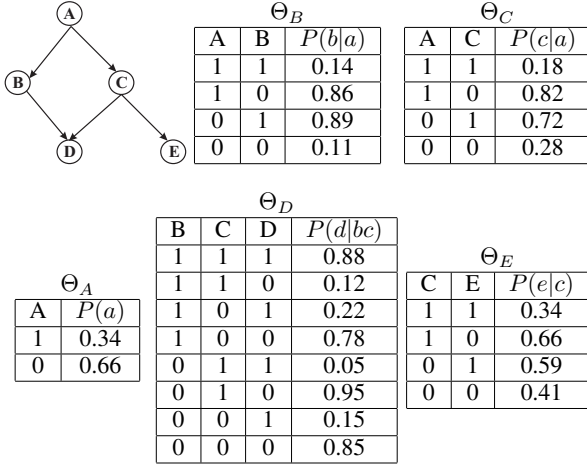 A
B
C
D
E
Θ_B
A B P(b|a)
1 1 0.14
1 0 0.86
0 1 0.89
0 0 0.11
Θ_C
A C P(c|a)
1 1 0.18
1 0 0.82
0 1 0.72
0 0 0.28
Θ_A
A P(a)
1 0.34
0 0.66
Θ_D
B C D P(d|bc)
1 1 1 0.88
1 1 0 0.12
1 0 1 0.22
1 0 0 0.78
0 1 1 0.05
0 1 0 0.95
0 0 1 0.15
0 0 0 0.85
Θ_E
C E P(e|c)
1 1 0.34
1 0 0.66
0 1 0.59
0 0 0.41